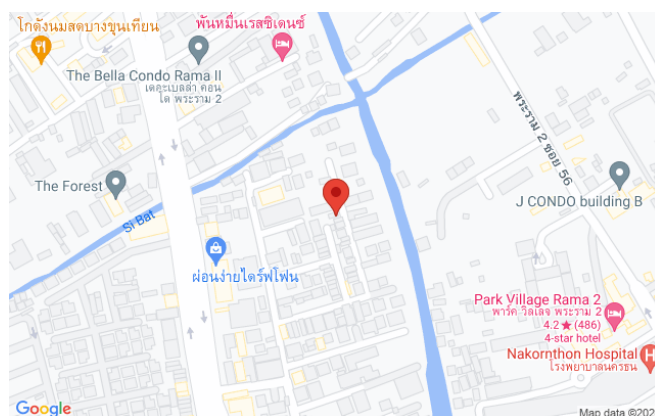 โกดังนมสดบางขุนเทียน
พันหมื่นเรสซิเดนซ์
The Bella Condo Rama II
เดอะเบลล่า คอน
โด พระราม 2
พระราม 2 ซอย 56
The Forest
J CONDO building B
Si Bat
ผ่อนง่ายไดร์ฟโฟน
Park Village Rama 2
พาร์ค วิลเลจ พระราม 2
4.2★(486)
4-star hotel
Nakornthon Hospital
โรงพยาบาลนครธน
Google
Map data ©202